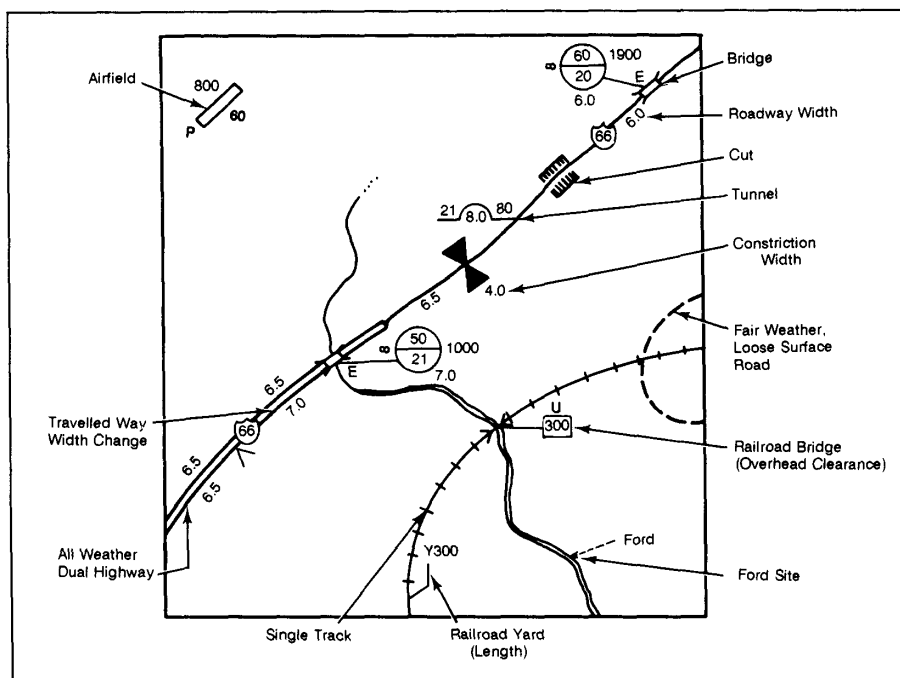 Airfield
800
60
P
60
20
8
1900
6.0
E
Bridge
6.0
Roadway Width
66
Cut
21
8.0
80
Tunnel
4.0
Constriction
Width
6.5
50
21
8
1000
7.0
E
Fair Weather,
Loose Surface
Road
6.5
7.0
Travelled Way
Width Change
66
U
300
Railroad Bridge
(Overhead Clearance)
6.5
6.5
All Weather
Dual Highway
Y300
Ford
Ford Site
Single Track
Railroad Yard
(Length)